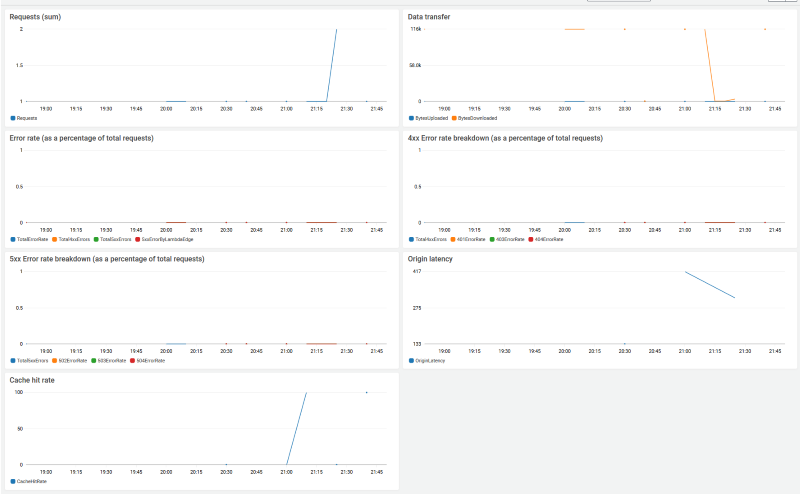 Requests (sum)
2
1.5
1
19:00 19:15 19:30 19:45 20:00 20:15 20:30 20:45 21:00 21:15 21:30 21:45
Requests
Data transfer
116k
58.0k
0
19:00 19:15 19:30 19:45 20:00 20:15 20:30 20:45 21:00 21:15 21:30 21:45
BytesUploaded BytesDownloaded
Error rate (as a percentage of total requests)
1
0.5
0
19:00 19:15 19:30 19:45 20:00 20:15 20:30 20:45 21:00 21:15 21:30 21:45
TotalErrorRate Total4xxErrors Total5xxErrors 5xxErrorByLambdaEdge
4xx Error rate breakdown (as a percentage of total requests)
1
0.5
0
19:00 19:15 19:30 19:45 20:00 20:15 20:30 20:45 21:00 21:15 21:30 21:45
Total4xxErrors 401ErrorRate 403ErrorRate 404ErrorRate
5xx Error rate breakdown (as a percentage of total requests)
1
0.5
0
19:00 19:15 19:30 19:45 20:00 20:15 20:30 20:45 21:00 21:15 21:30 21:45
Total5xxErrors 502ErrorRate 503ErrorRate 504ErrorRate
Origin latency
417
275
133
19:00 19:15 19:30 19:45 20:00 20:15 20:30 20:45 21:00 21:15 21:30 21:45
OriginLatency
Cache hit rate
100
50
0
19:00 19:15 19:30 19:45 20:00 20:15 20:30 20:45 21:00 21:15 21:30 21:45
CacheHitRate